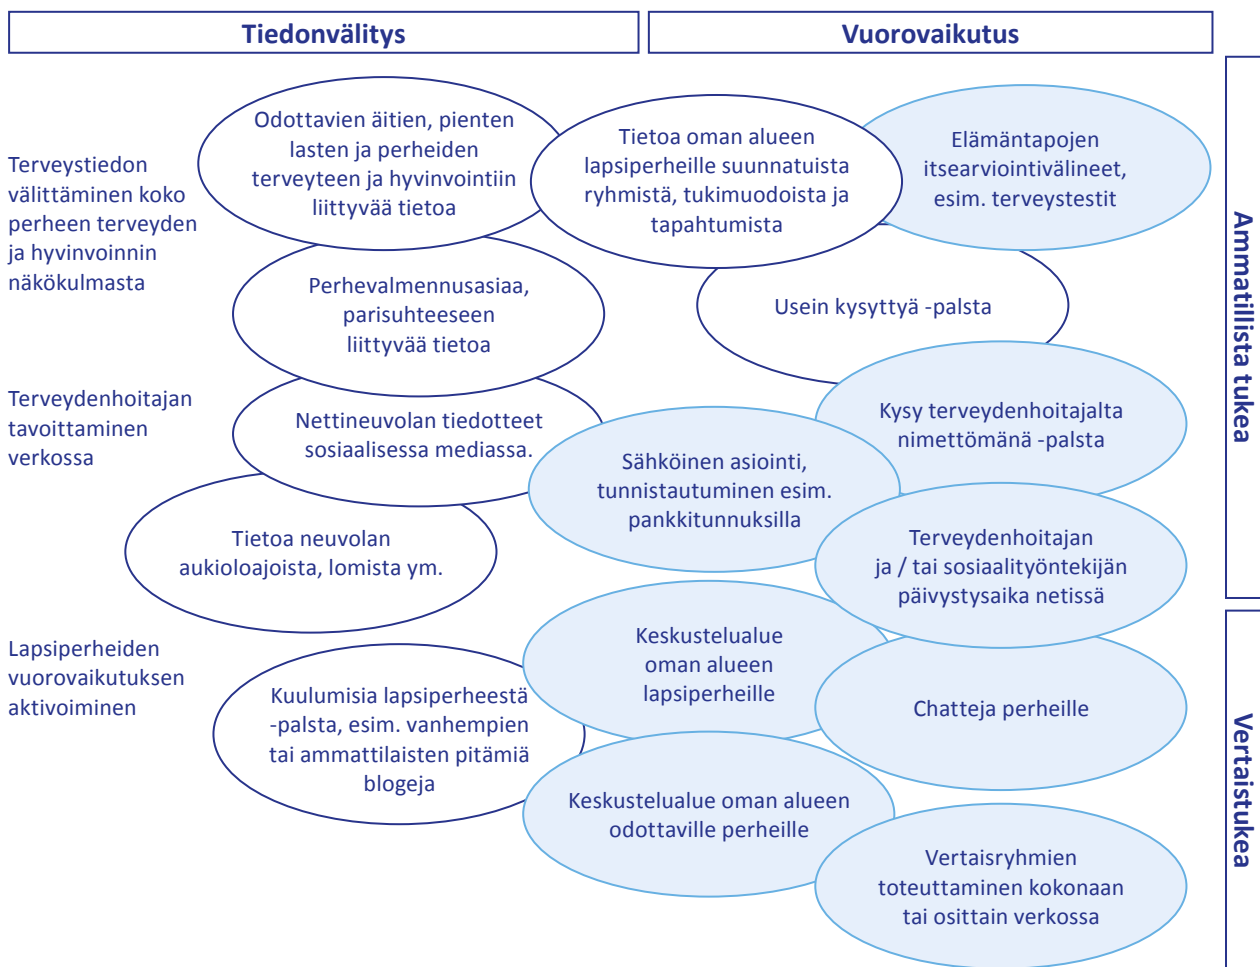 Tiedonvälitys
Vuorovaikutus
Ammatillista tukea
Vertaistukea
Terveystiedon
välittäminen koko
perheen terveyden
ja hyvinvoinnin
näkökulmasta
Odottavien äitien, pienten
lasten ja perheiden
terveyteen ja hyvinvointiin
liittyvää tietoa
Tietoa oman alueen
lapsiperheille suunnatuista
ryhmistä, tukimuodoista ja
tapahtumista
Elämäntapojen
itsearviointivälineet,
esim. terveystestit
Perhevalmennusasiaa,
parisuhteeseen
liittyvää tietoa
Usein kysyttyä -palsta
Terveydenhoitajan
tavoittaminen
verkossa
Nettineuvolan tiedotteet
sosiaalisessa mediassa.
Kysy terveydenhoitajalta
nimettömänä -palsta
Sähköinen asiointi,
tunnistautuminen esim.
pankkitunnuksilla
Tietoa neuvolan
aukioloajoista, lomista ym.
Terveydenhoitajan
ja / tai sosiaalityöntekijän
päivystysaika netissä
Lapsiperheiden
vuorovaikutuksen
aktivoiminen
Keskustelualue
oman alueen
lapsiperheille
Kuulumisia lapsiperheestä
-palsta, esim. vanhempien
tai ammattilaisten pitämiä
blogeja
Chatteja perheille
Keskustelualue oman alueen
odottaville perheille
Vertaisryhmien
toteuttaminen kokonaan
tai osittain verkossa